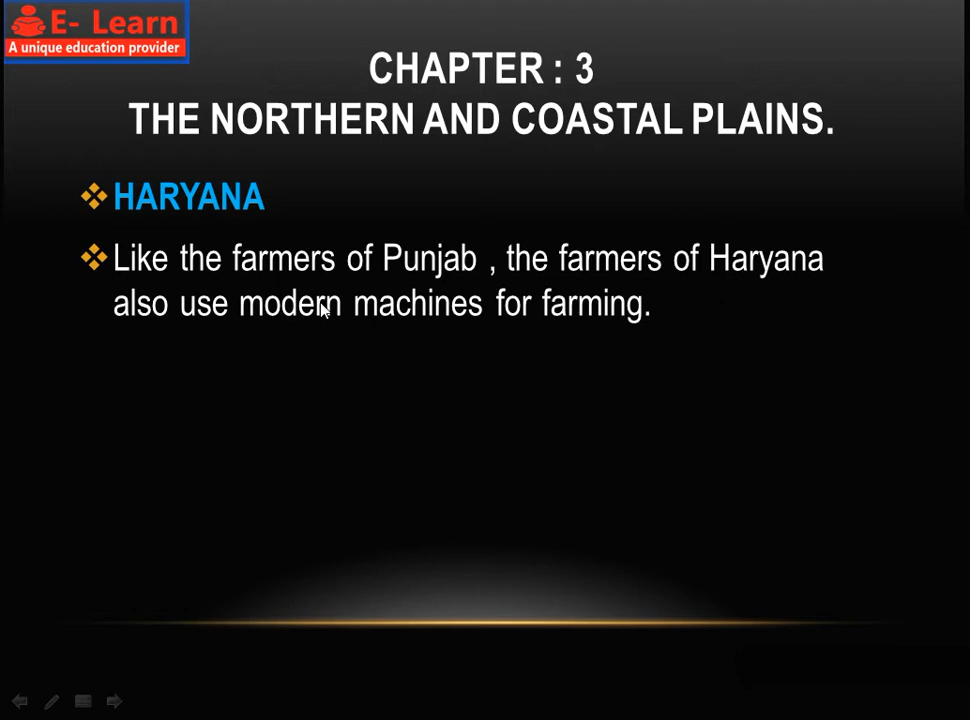 E- Learn
A unique education provider
CHAPTER : 3
THE NORTHERN AND COASTAL PLAINS.
HARYANA
Like the farmers of Punjab , the farmers of Haryana
also use modern machines for farming.